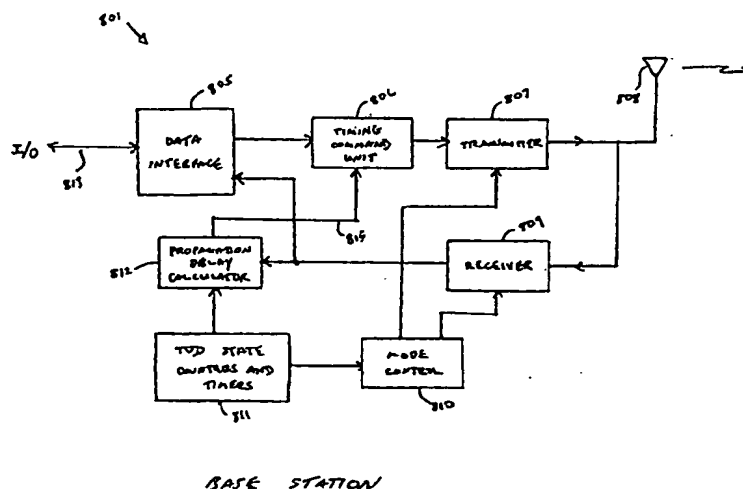 801
805
806
807
808
I/O
813
DATA
INTERFACE
TIMING
COMMAND
UNIT
TRANSMITTER
815
809
812
PROPAGATION
DELAY
CALCULATOR
RECEIVER
TDD STATE
COUNTERS AND
TIMERS
MODE
CONTROL
811
810
BASE STATION